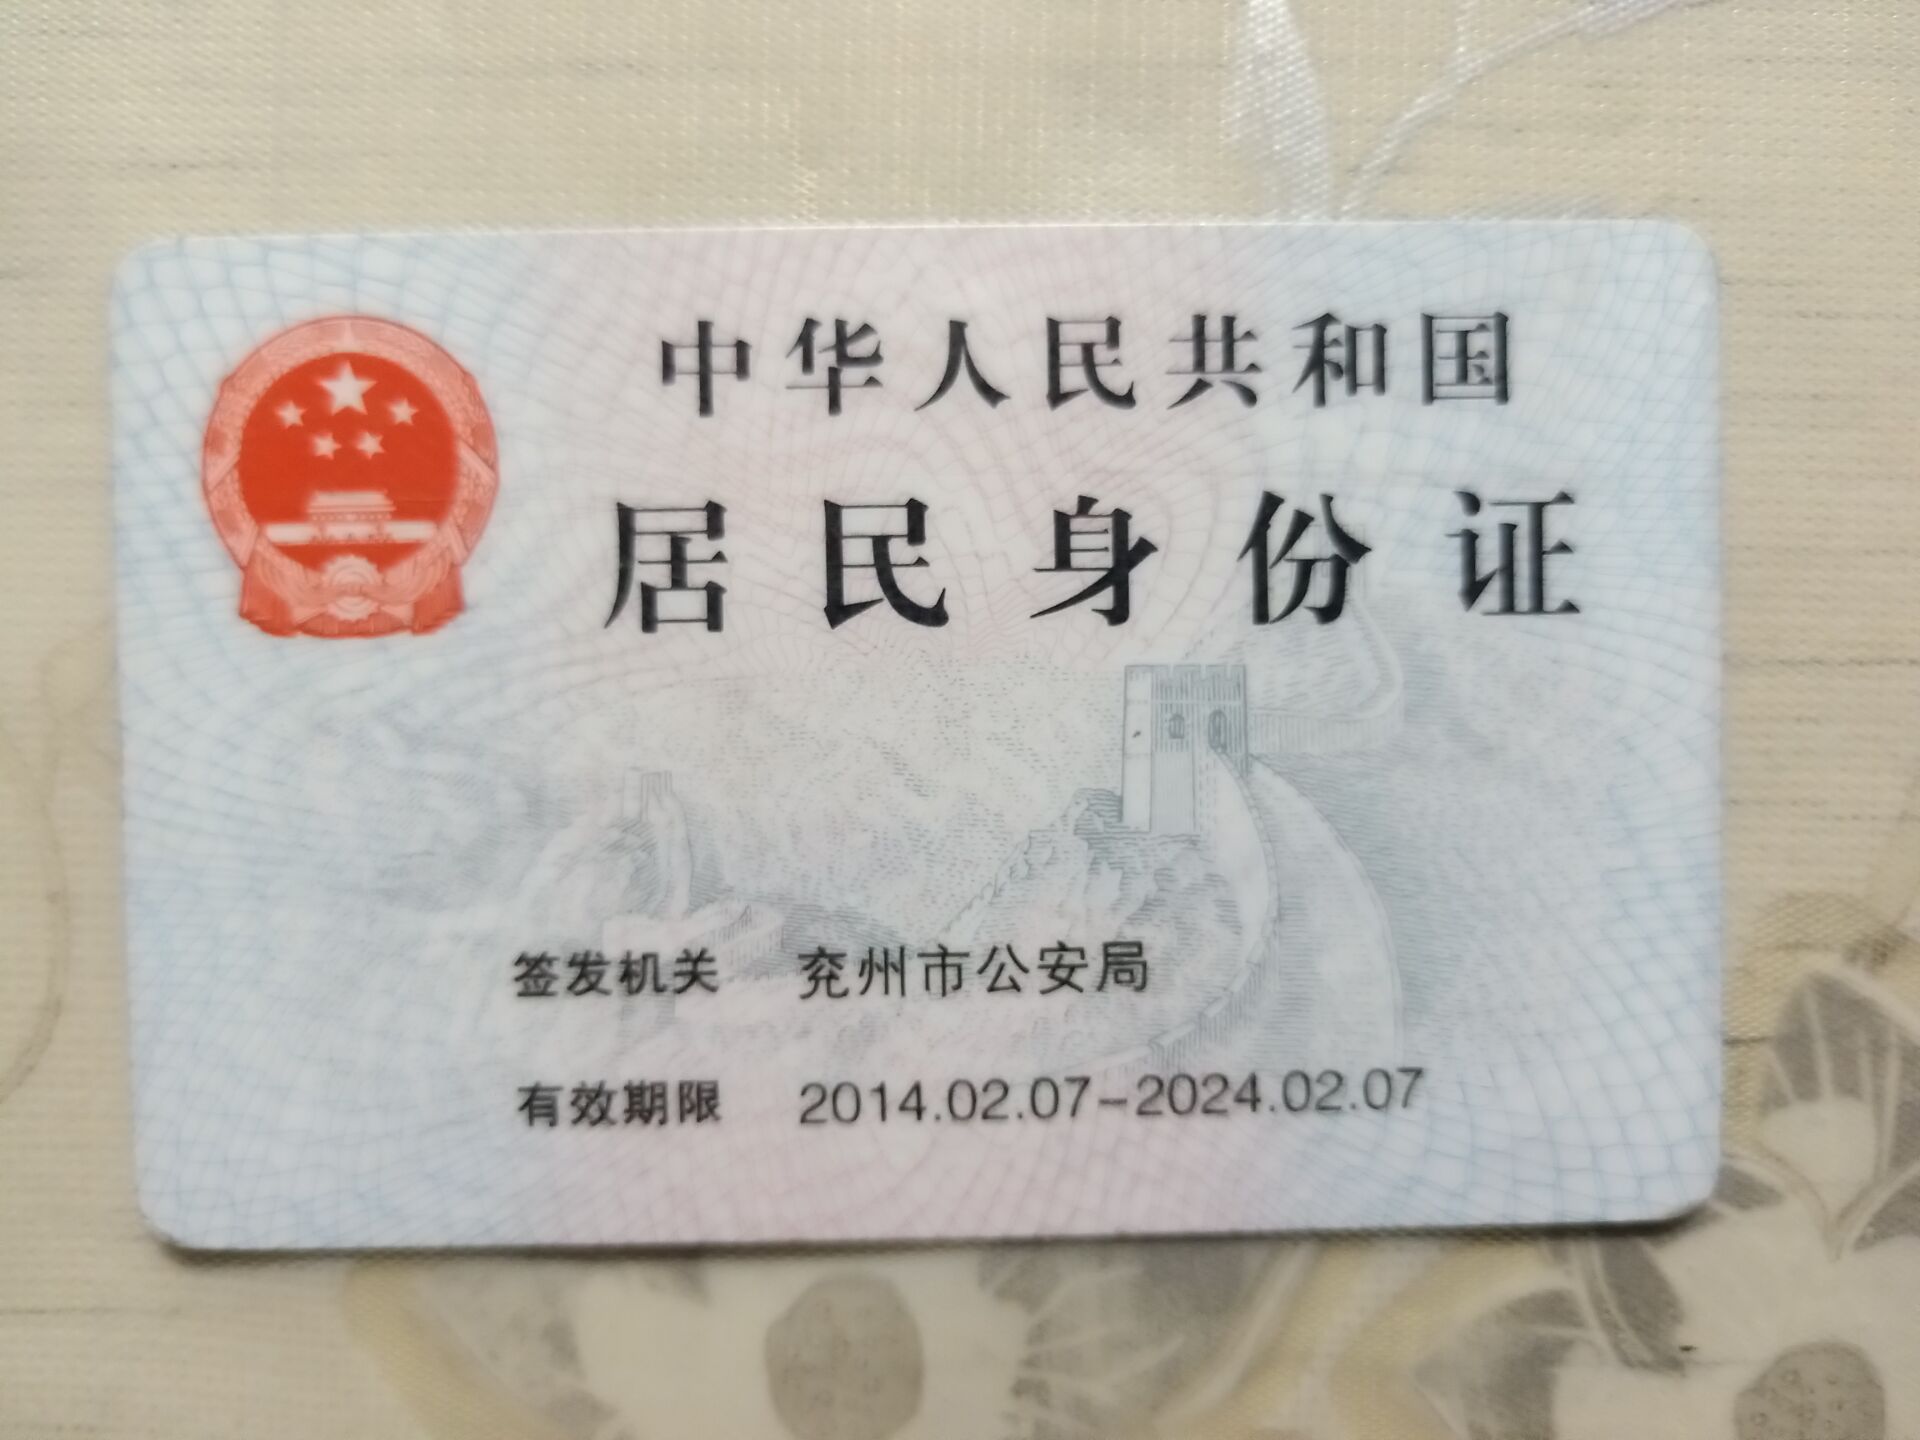 中华人民共和国
居民身份证
签发机关 兖州市公安局
有效期限 2014.02.07-2024.02.07